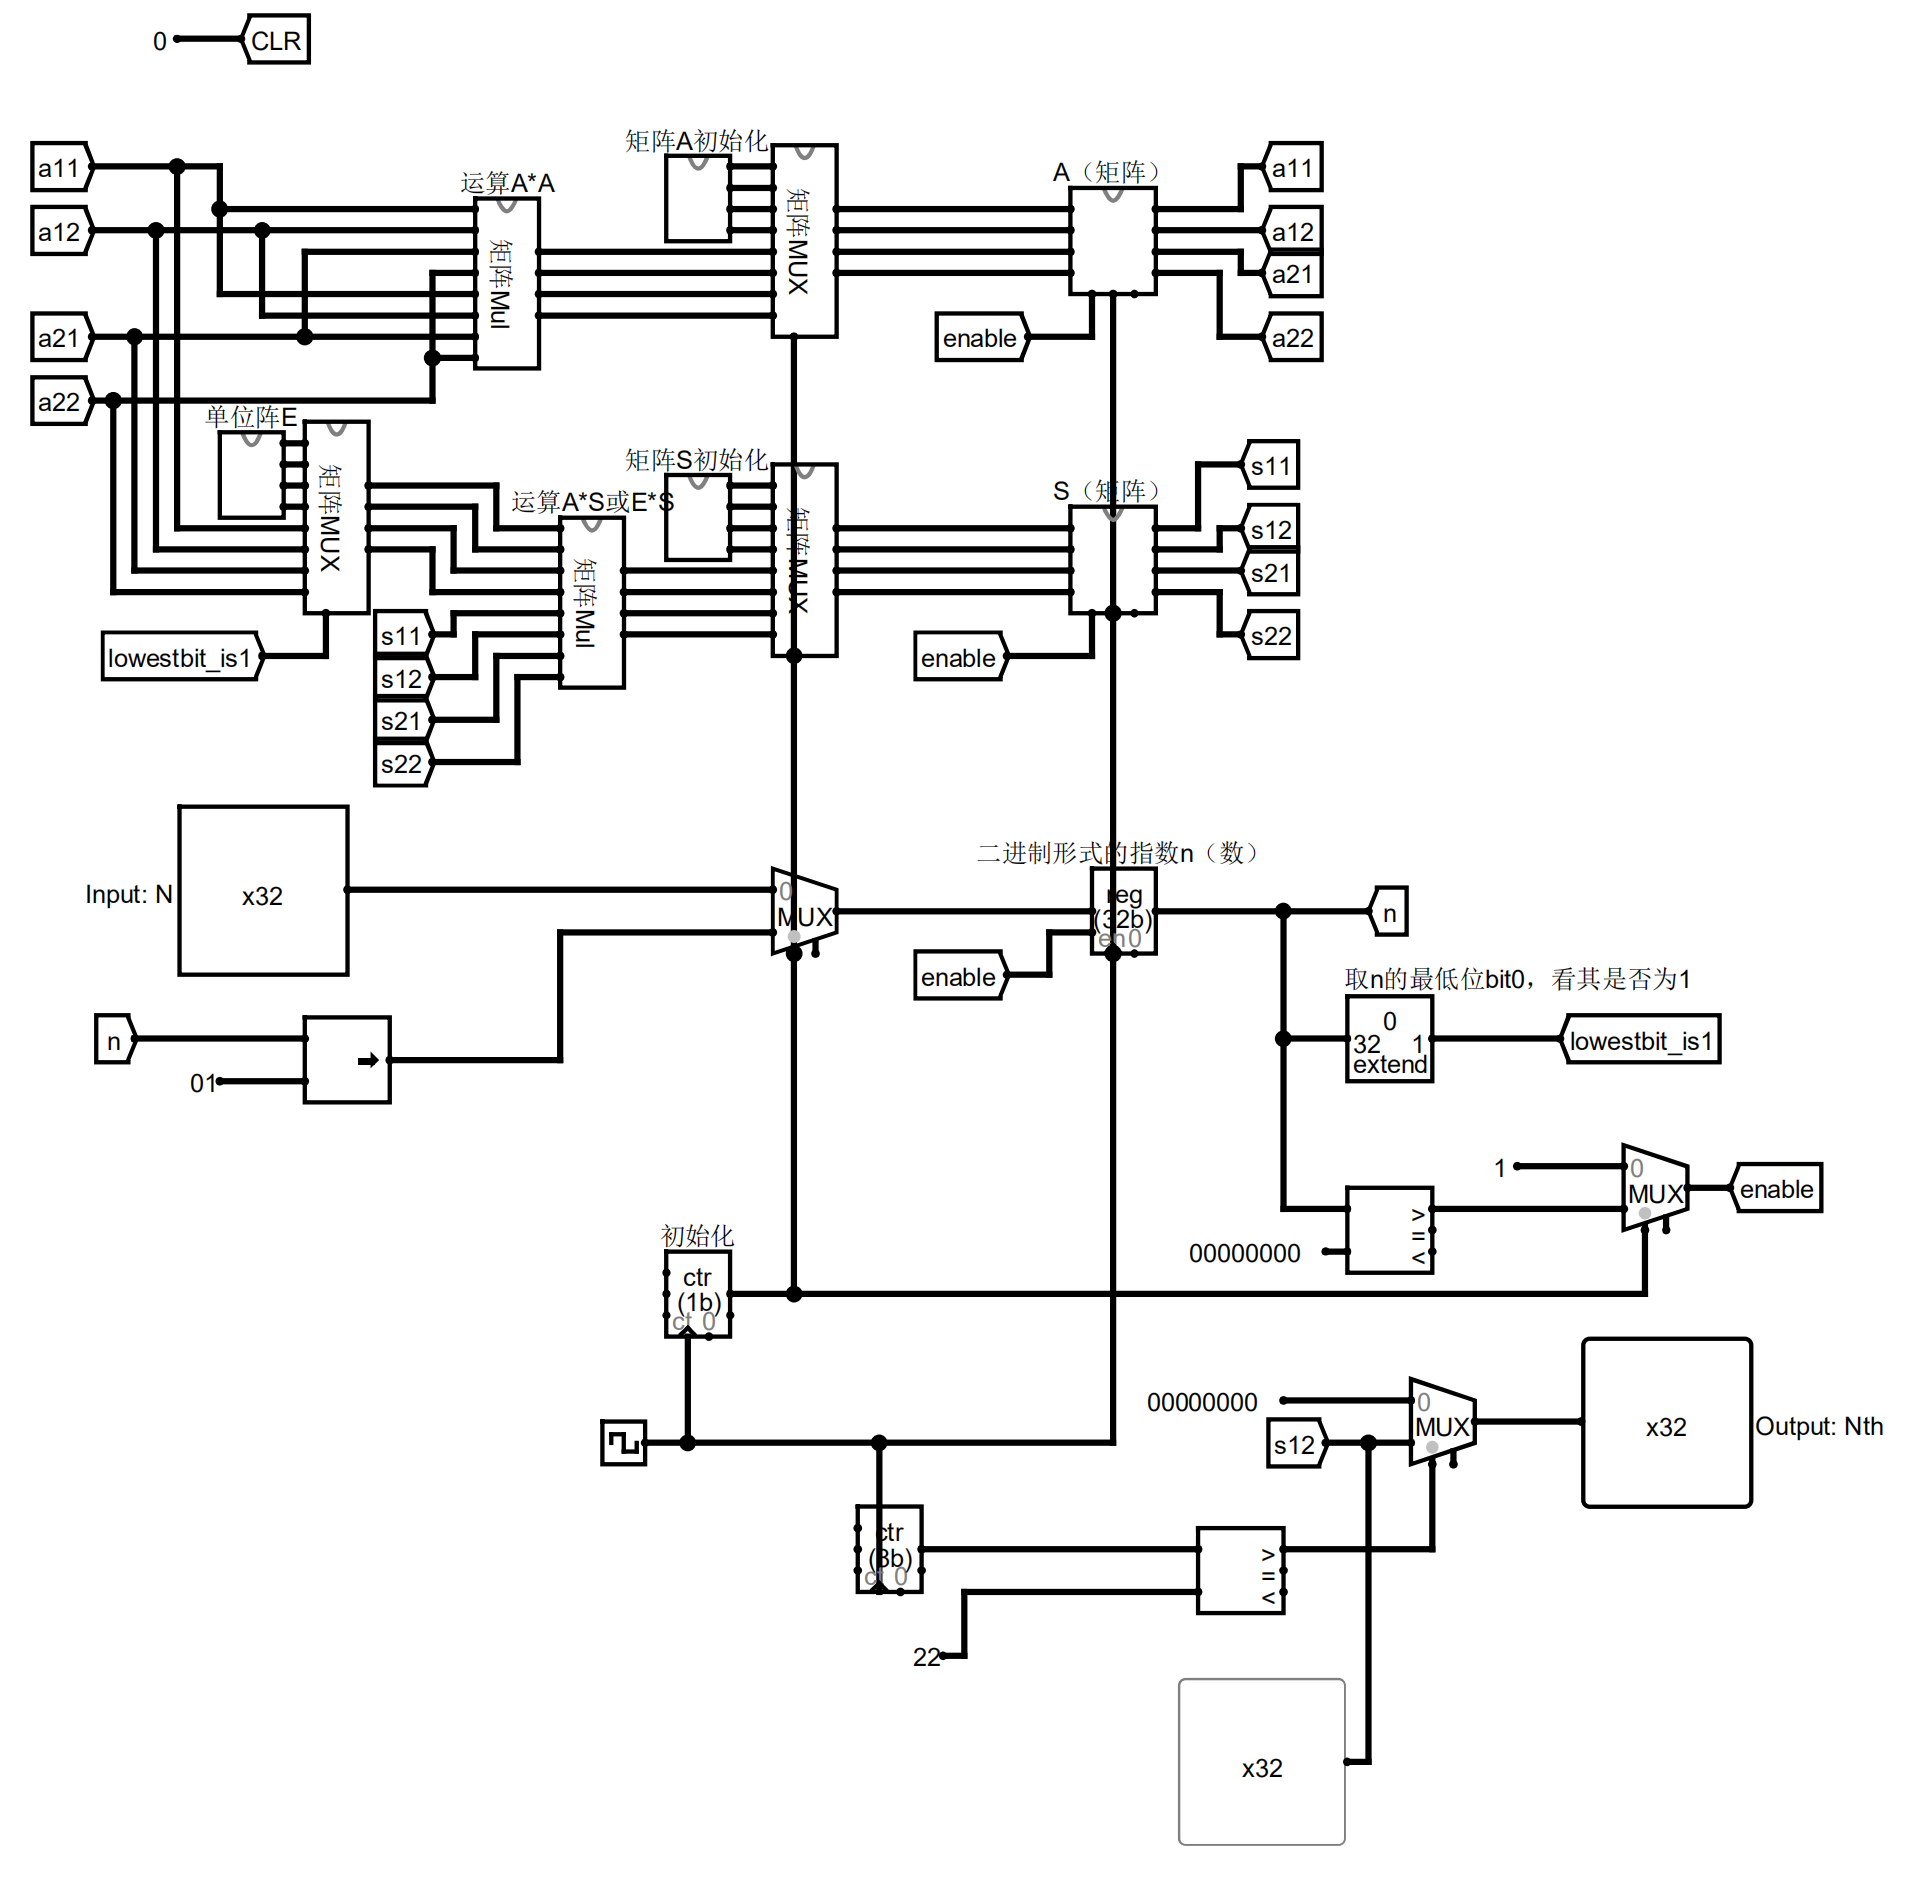 0
CLR
a11
a12
a21
a22
运算A*A
矩阵Mul
矩阵A初始化
矩阵MUX
A（矩阵）
a11
a12
a21
a22
enable
单位阵E
矩阵MUX
lowestbit_is1
s11
s12
s21
s22
运算A*S或E*S
矩阵Mul
矩阵S初始化
矩阵MUX
S（矩阵）
s11
s12
s21
s22
enable
Input: N
x32
0
MUX
二进制形式的指数n（数）
reg
(32b)
en 0
enable
n
n
01
取n的最低位bit0，看其是否为1
0
32 1
extend
lowestbit_is1
1
0
MUX
enable
00000000
>
=
<
初始化
ctr
(1b)
ct 0
00000000
s12
0
MUX
x32
Output: Nth
ctr
(8b)
ct 0
>
=
<
22
x32